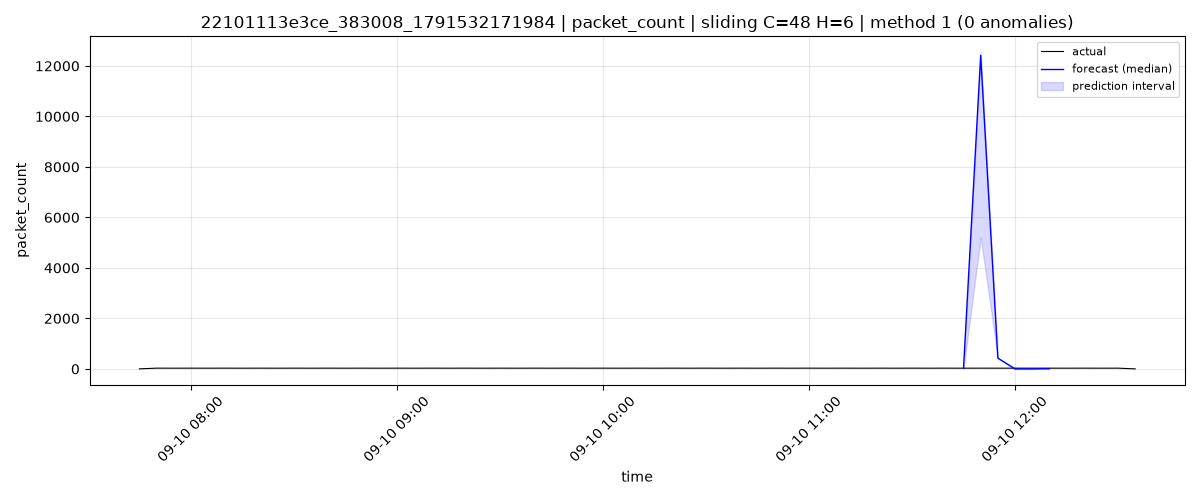 22101113e3ce_383008_1791532171984 | packet_count | sliding C=48 H=6 | method 1 (0 anomalies)
actual
forecast (median)
prediction interval
packet_count
12000
10000
8000
6000
4000
2000
0
09-10 08:00
09-10 09:00
09-10 10:00
09-10 11:00
09-10 12:00
time